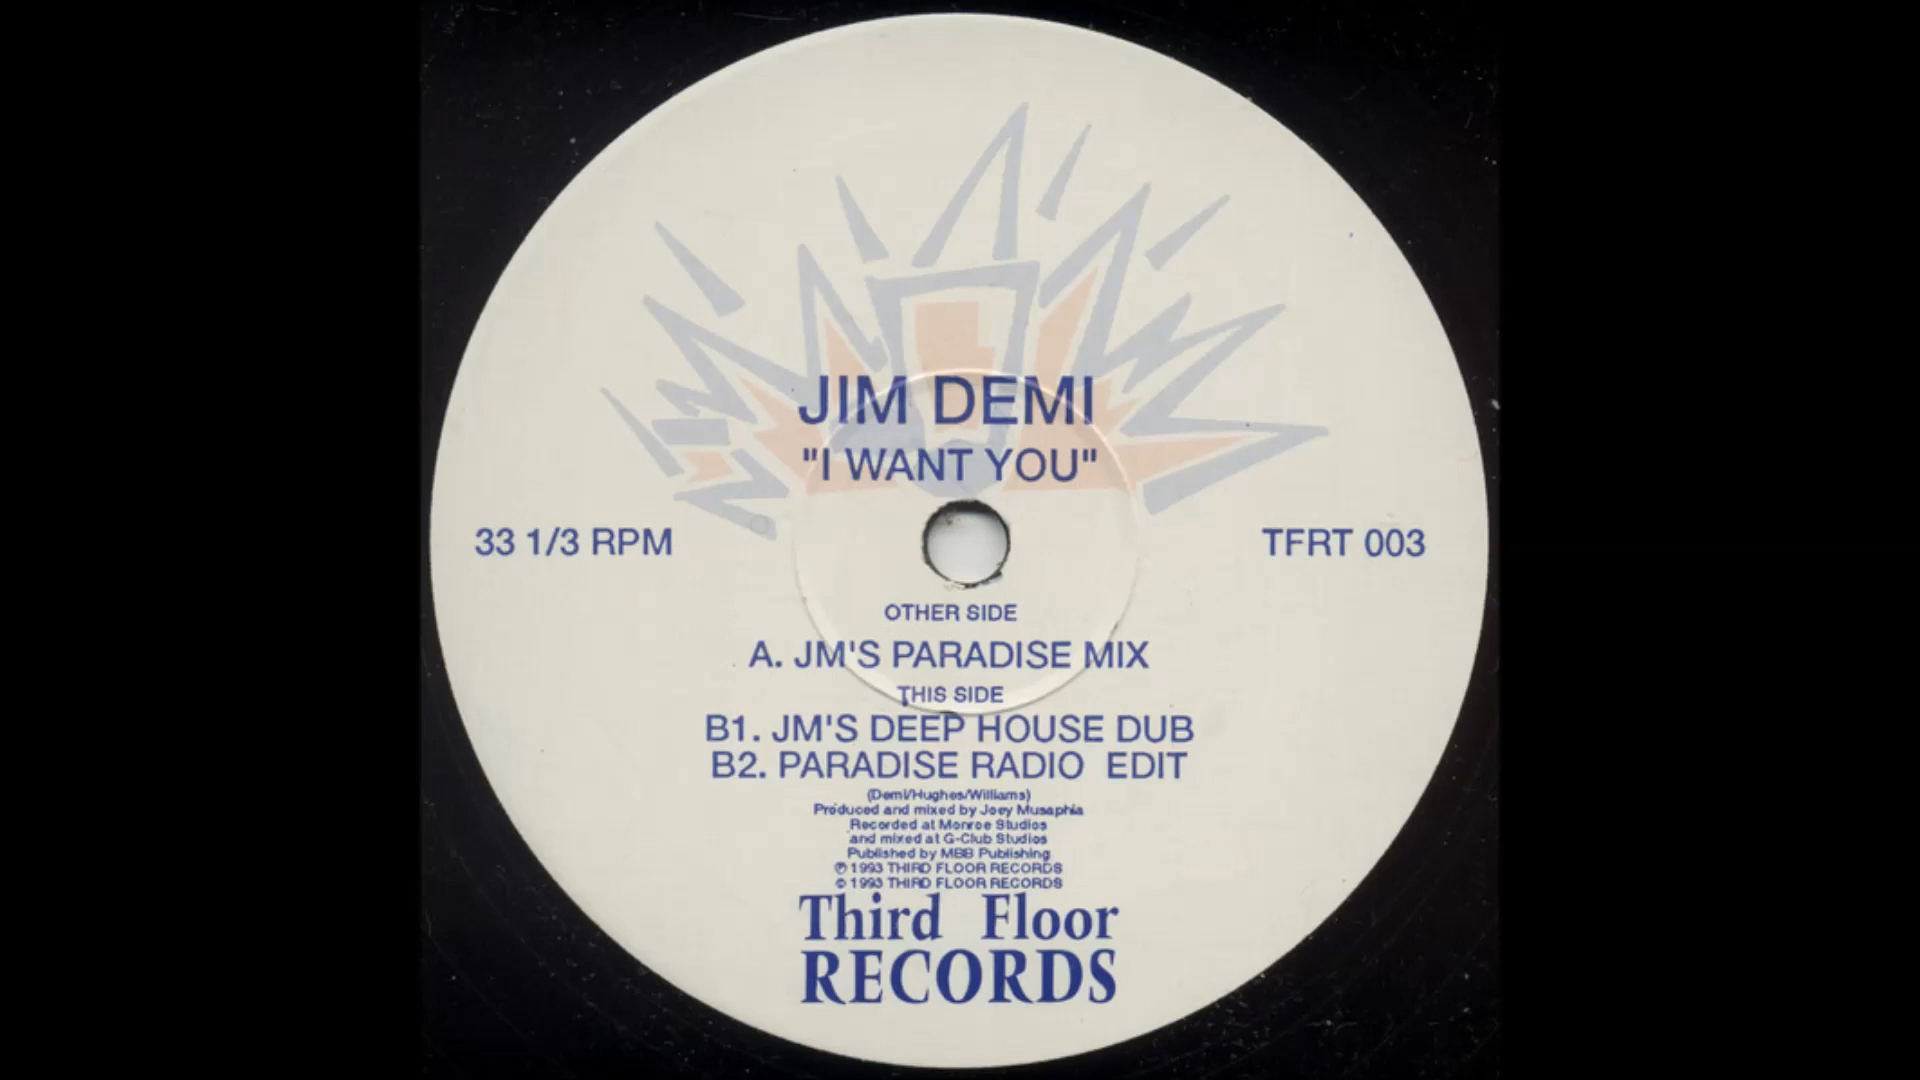 JIM DEMI
"I WANT YOU"
33 1/3 RPM
TFRT 003
OTHER SIDE
A. JM'S PARADISE MIX
THIS SIDE
B1. JM'S DEEP HOUSE DUB
B2. PARADISE RADIO EDIT
(Demi/Hughes/Williams)
Produced and mixed by Joey Musaphia
Recorded at Monroe Studios
and mixed at G-Club Studios
Published by MBB Publishing
℗ 1993 THIRD FLOOR RECORDS
© 1993 THIRD FLOOR RECORDS
Third Floor
RECORDS